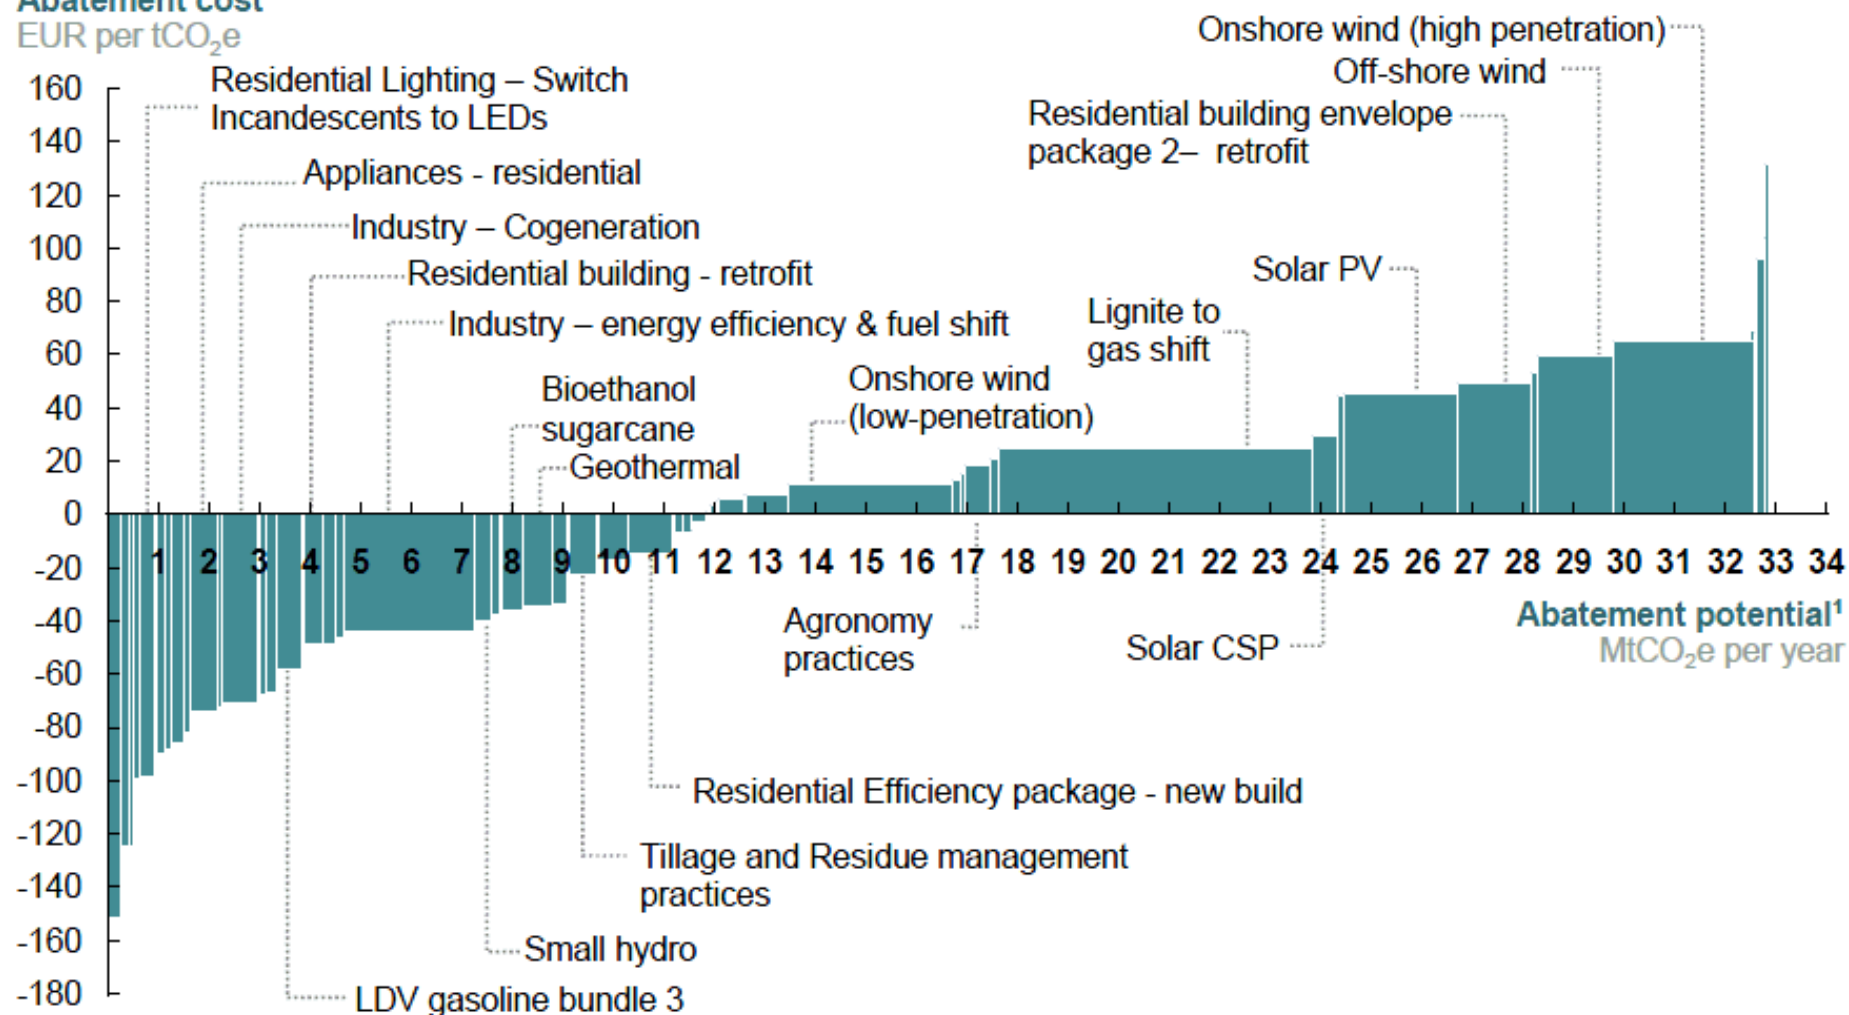 Abatement cost
EUR per tCO₂e
160
140
120
100
80
60
40
20
0
-20
-40
-60
-80
-100
-120
-140
-160
-180
Residential Lighting – Switch
Incandescents to LEDs
Appliances - residential
Industry – Cogeneration
Residential building - retrofit
Industry – energy efficiency & fuel shift
Bioethanol
sugarcane
Geothermal
Onshore wind
(low-penetration)
Lignite to
gas shift
Solar PV
Residential building envelope
package 2– retrofit
Off-shore wind
Onshore wind (high penetration)
1 2 3 4 5 6 7 8 9 10 11 12 13 14 15 16 17 18 19 20 21 22 23 24 25 26 27 28 29 30 31 32 33 34
Abatement potential¹
MtCO₂e per year
Agronomy
practices
Solar CSP
Residential Efficiency package - new build
Tillage and Residue management
practices
Small hydro
LDV gasoline bundle 3